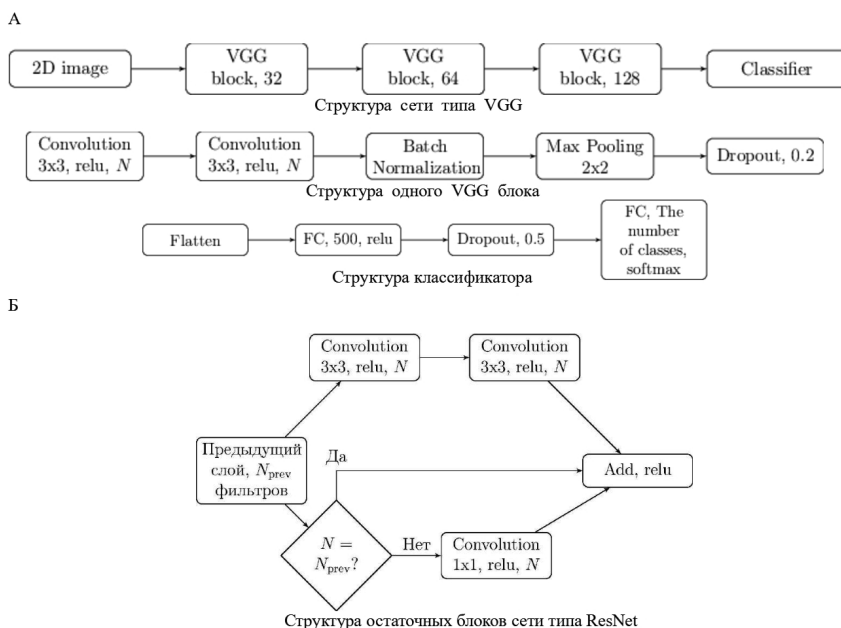 А
2D image
VGG
block, 32
VGG
block, 64
VGG
block, 128
Classifier
Структура сети типа VGG
Convolution
3x3, relu, N
Convolution
3x3, relu, N
Batch
Normalization
Max Pooling
2x2
Dropout, 0.2
Структура одного VGG блока
Flatten
FC, 500, relu
Dropout, 0.5
FC, The
number
of classes,
softmax
Структура классификатора
Б
Convolution
3x3, relu, N
Convolution
3x3, relu, N
Предыдущий
слой, Nprev
фильтров
Да
Add, relu
N =
Nprev?
Нет
Convolution
1x1, relu, N
Структура остаточных блоков сети типа ResNet